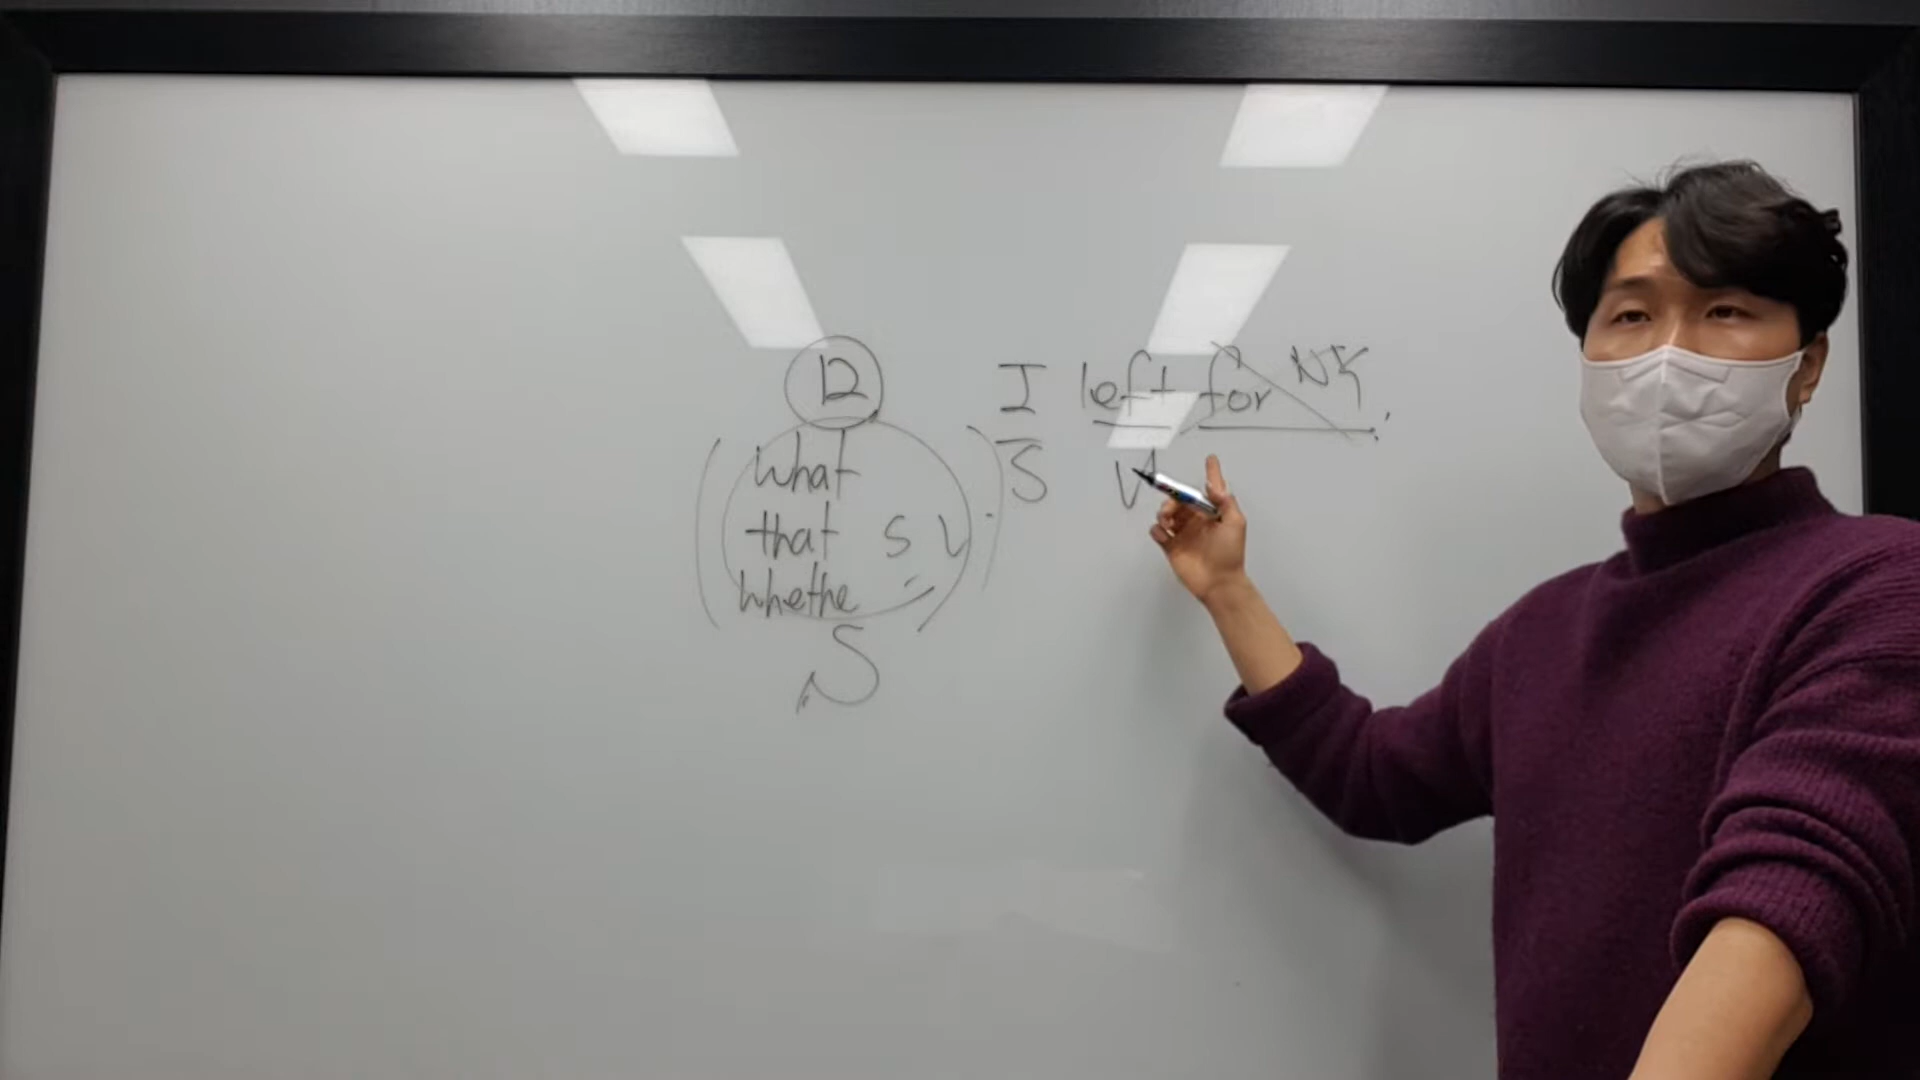 12
what
that S V
whethe
S
I left for NY.
S V